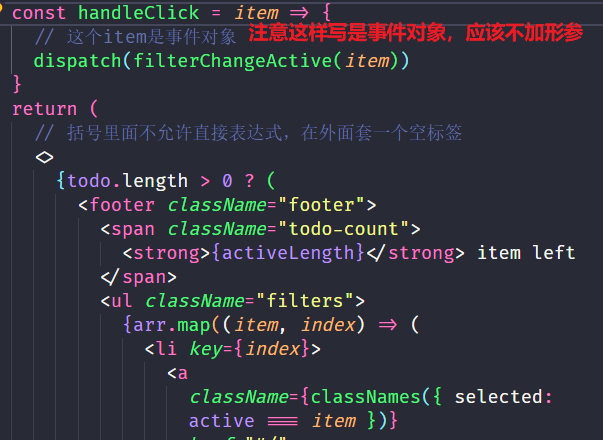 const handleClick = item => {
// 这个item是事件对象 注意这样写是事件对象，应该不加形参
dispatch(filterChangeActive(item))
}
return (
// 括号里面不允许直接表达式，在外面套一个空标签
<>
{todo.length > 0 ? (
<footer className="footer">
<span className="todo-count">
<strong>{activeLength}</strong> item left
</span>
<ul className="filters">
{arr.map((item, index) => (
<li key={index}>
<a
className={classNames({ selected:
active === item })}
href="#/"